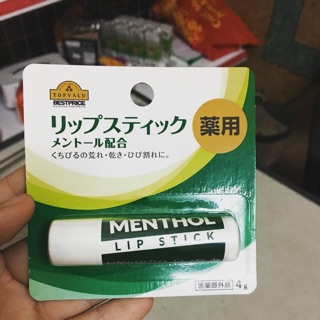 TOPVALU
BESTPRICE
リップスティック
薬用
メントール配合
くちびるの荒れ・乾き・ひび割れに。
MENTHOL
LIP STICK
医薬部外品
4g